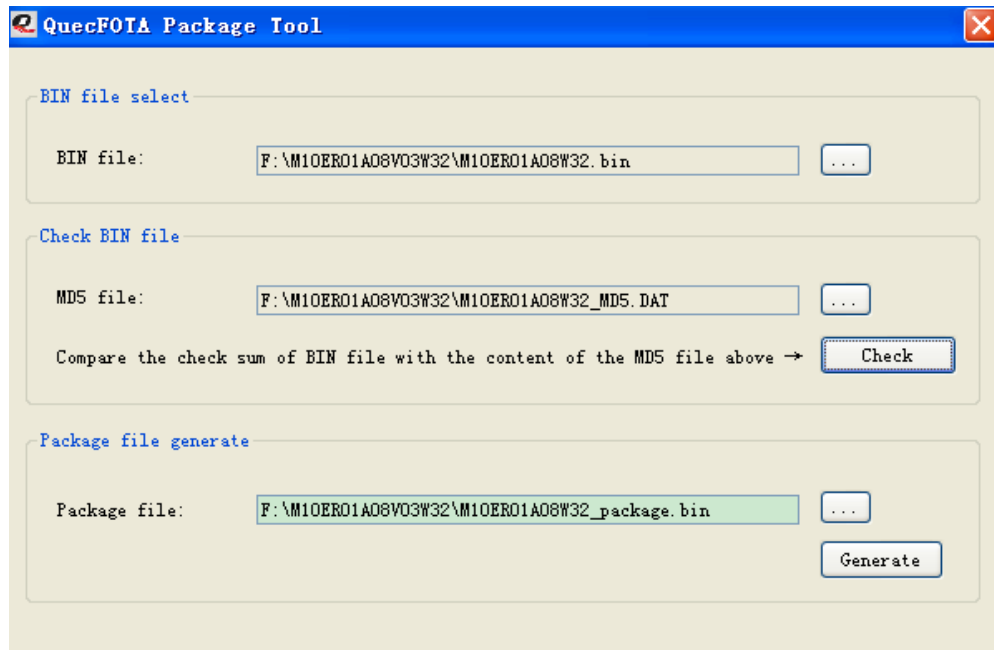 QuecFOTA Package Tool
BIN file select
BIN file: F:\M10ER01A08V03W32\M10ER01A08W32.bin ...
Check BIN file
MD5 file: F:\M10ER01A08V03W32\M10ER01A08W32_MD5.DAT ...
Compare the check sum of BIN file with the content of the MD5 file above → Check
Package file generate
Package file: F:\M10ER01A08V03W32\M10ER01A08W32_package.bin ...
Generate